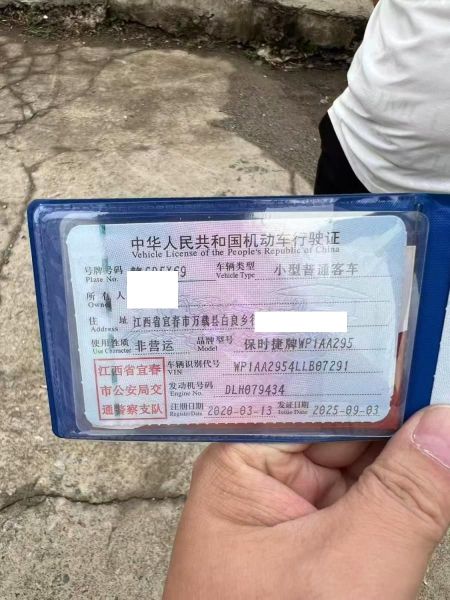 中华人民共和国机动车行驶证
Vehicle License of the People's Republic of China
号牌号码 车辆类型 小型普通客车
Plate No. Vehicle Type
所有人
Owner
住 址 江西省宜春市万载县白良乡
Address
使用性质 非营运 品牌型号 保时捷牌WP1AA295
Use Character Model
江西省宜春 车辆识别代号 WP1AA2954LLB07291
VIN
市公安局交 发动机号码 DLH079434
Engine No.
通警察支队 注册日期 2020-03-13 发证日期 2025-09-03
Register Date Issue Date